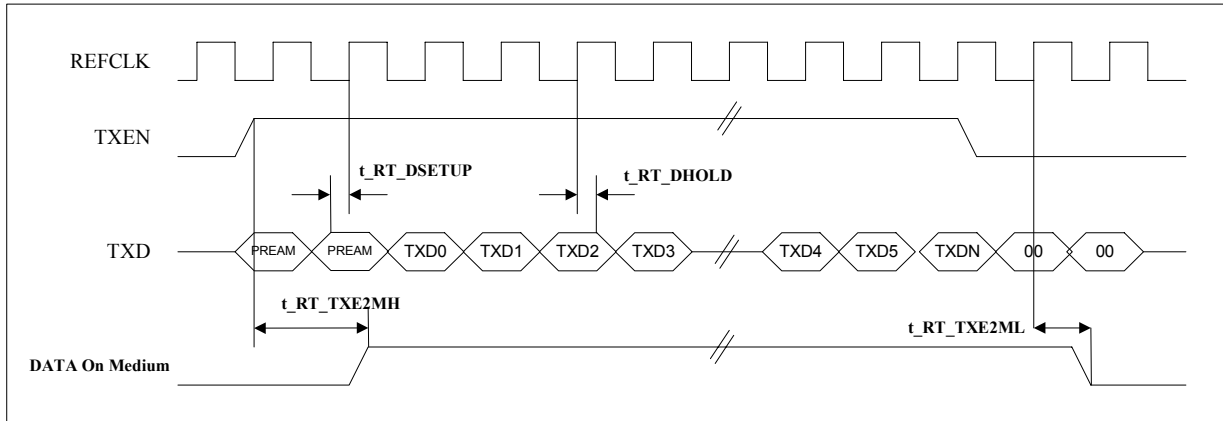 REFCLK
TXEN
t_RT_DSETUP
t_RT_DHOLD
TXD
PREAM
PREAM
TXD0
TXD1
TXD2
TXD3
TXD4
TXD5
TXDN
00
00
t_RT_TXE2MH
t_RT_TXE2ML
DATA On Medium